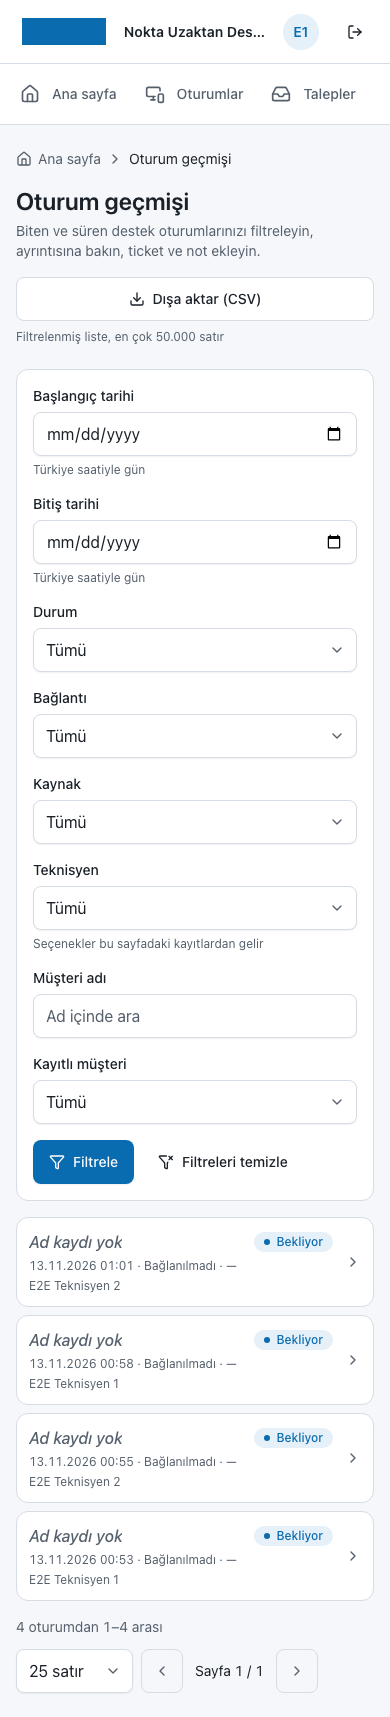 Nokta Uzaktan Des...
E1
Ana sayfa
Oturumlar
Talepler
Ana sayfa > Oturum geçmişi
Oturum geçmişi
Biten ve süren destek oturumlarınızı filtreleyin,
ayrıntısına bakın, ticket ve not ekleyin.
Dışa aktar (CSV)
Filtrelenmiş liste, en çok 50.000 satır
Başlangıç tarihi
mm/dd/yyyy
Türkiye saatiyle gün
Bitiş tarihi
mm/dd/yyyy
Türkiye saatiyle gün
Durum
Tümü
Bağlantı
Tümü
Kaynak
Tümü
Teknisyen
Tümü
Seçenekler bu sayfadaki kayıtlardan gelir
Müşteri adı
Ad içinde ara
Kayıtlı müşteri
Tümü
Filtrele
Filtreleri temizle
Ad kaydı yok
Bekliyor
13.11.2026 01:01 · Bağlanılmadı · —
E2E Teknisyen 2
Ad kaydı yok
Bekliyor
13.11.2026 00:58 · Bağlanılmadı · —
E2E Teknisyen 1
Ad kaydı yok
Bekliyor
13.11.2026 00:55 · Bağlanılmadı · —
E2E Teknisyen 2
Ad kaydı yok
Bekliyor
13.11.2026 00:53 · Bağlanılmadı · —
E2E Teknisyen 1
4 oturumdan 1–4 arası
25 satır
Sayfa 1 / 1